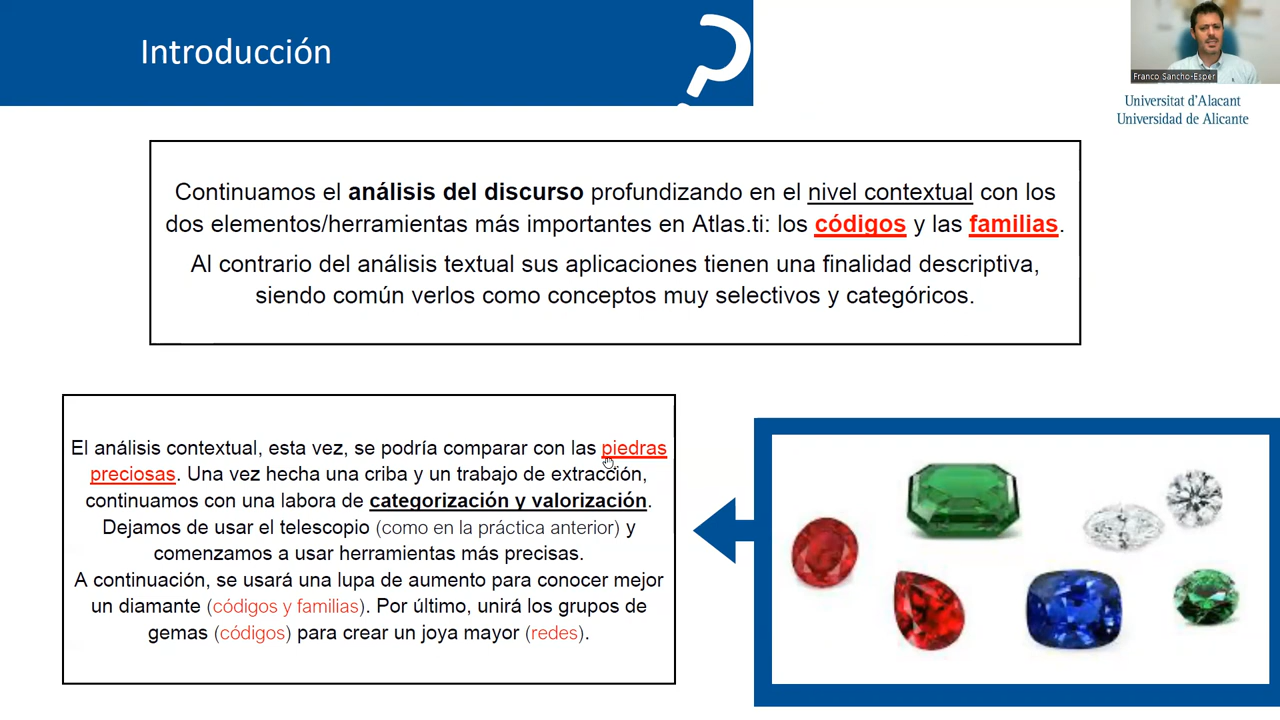 Introducción
Franco Sancho-Esper
Universitat d'Alacant
Universidad de Alicante
Continuamos el análisis del discurso profundizando en el nivel contextual con los
dos elementos/herramientas más importantes en Atlas.ti: los códigos y las familias.
Al contrario del análisis textual sus aplicaciones tienen una finalidad descriptiva,
siendo común verlos como conceptos muy selectivos y categóricos.
El análisis contextual, esta vez, se podría comparar con las piedras
preciosas. Una vez hecha una criba y un trabajo de extracción,
continuamos con una labora de categorización y valorización.
Dejamos de usar el telescopio (como en la práctica anterior) y
comenzamos a usar herramientas más precisas.
A continuación, se usará una lupa de aumento para conocer mejor
un diamante (códigos y familias). Por último, unirá los grupos de
gemas (códigos) para crear un joya mayor (redes).